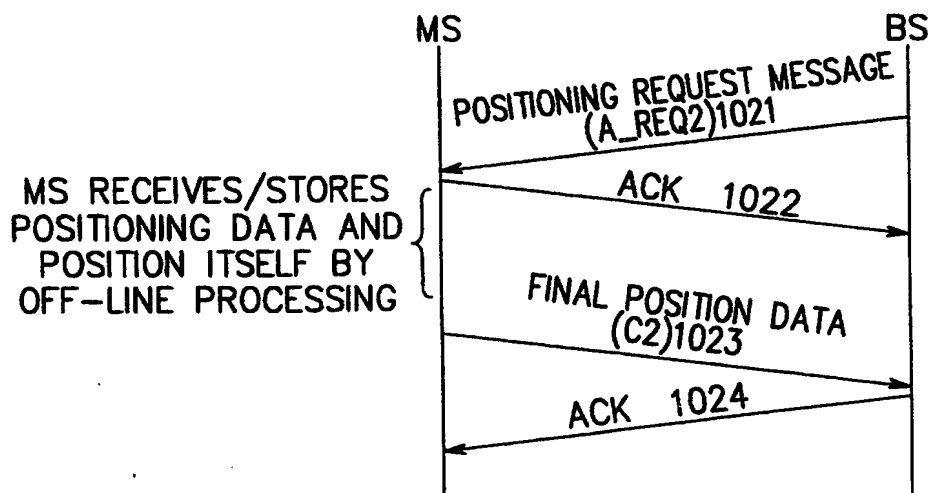 MS BS
POSITIONING REQUEST MESSAGE
(A_REQ2)1021
ACK 1022
MS RECEIVES/STORES
POSITIONING DATA AND
POSITION ITSELF BY
OFF-LINE PROCESSING
FINAL POSITION DATA
(C2)1023
ACK 1024